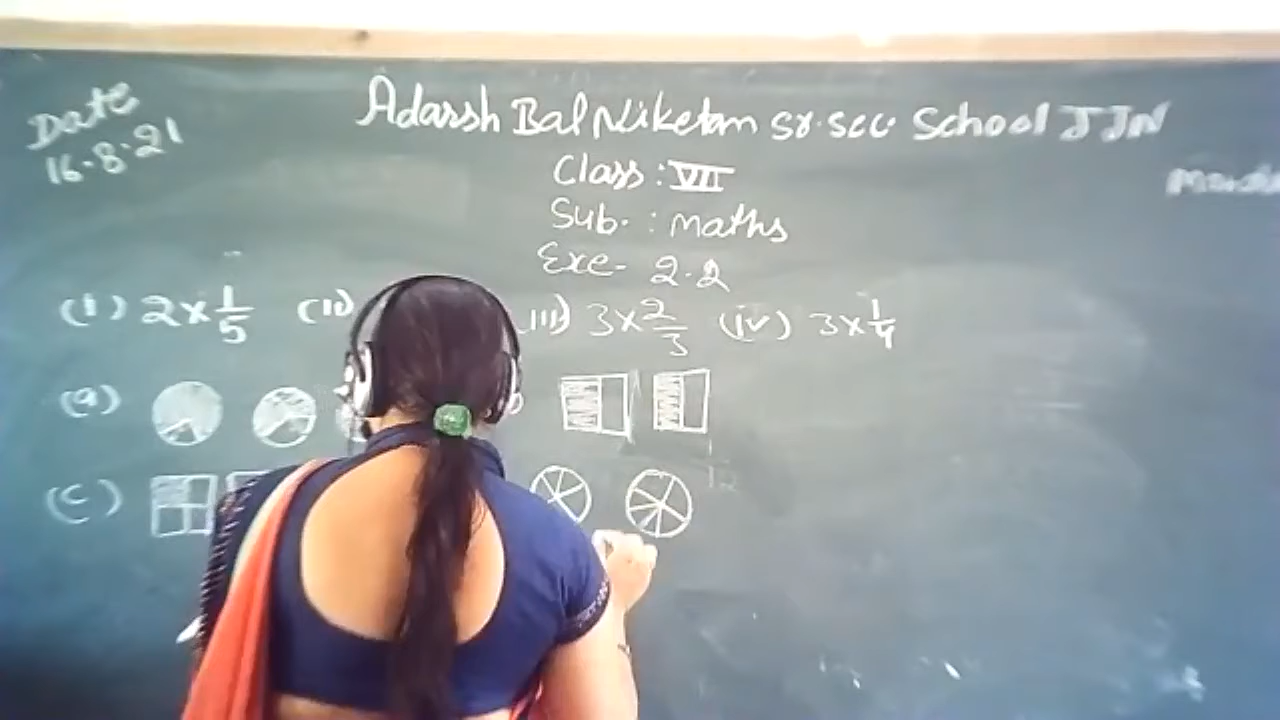 Date
16.8.21
Adarsh Bal Niketan Sr. Sec. School JJN
Class : VII
Sub. : Maths
Exe- 2.2
(i) 2 × 1/5 (ii) (iii) 3 × 2/3 (iv) 3 × 1/4
(a)
(c)